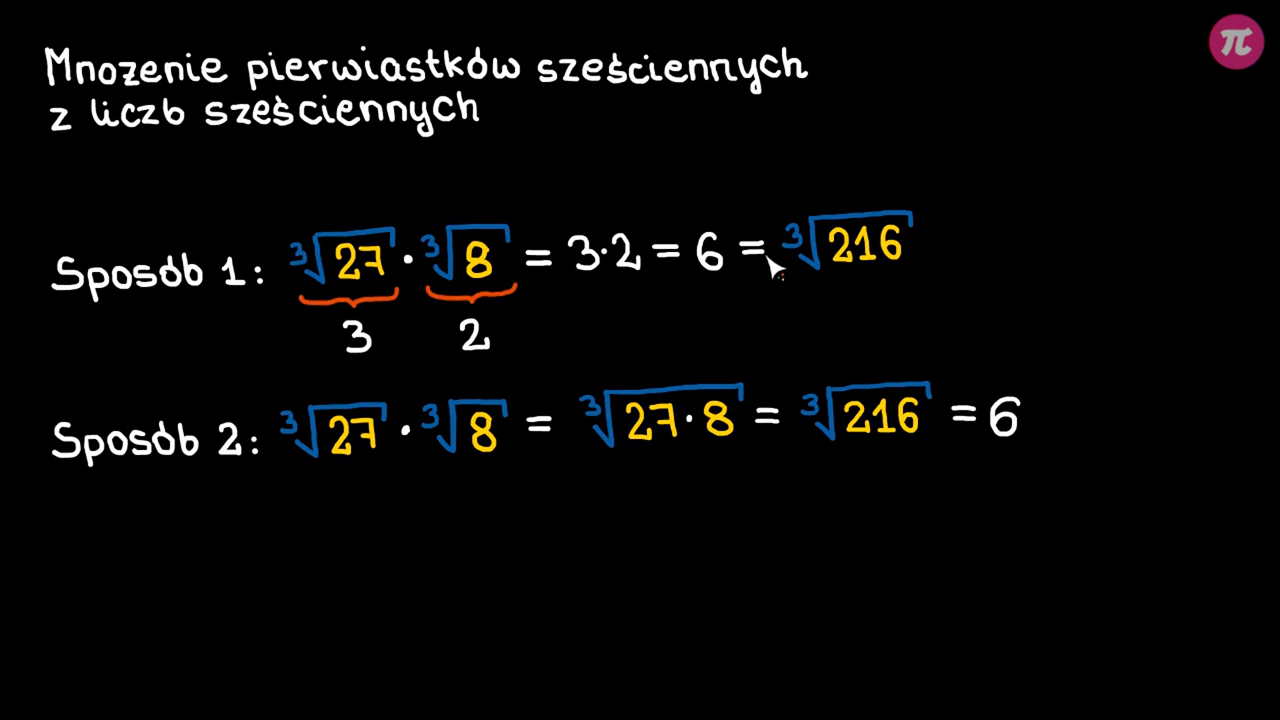 Mnożenie pierwiastków sześciennych
z liczb sześciennych
π
Sposób 1: ∛27 · ∛8 = 3·2 = 6 = ∛216
3 2
Sposób 2: ∛27 · ∛8 = ∛27·8 = ∛216 = 6